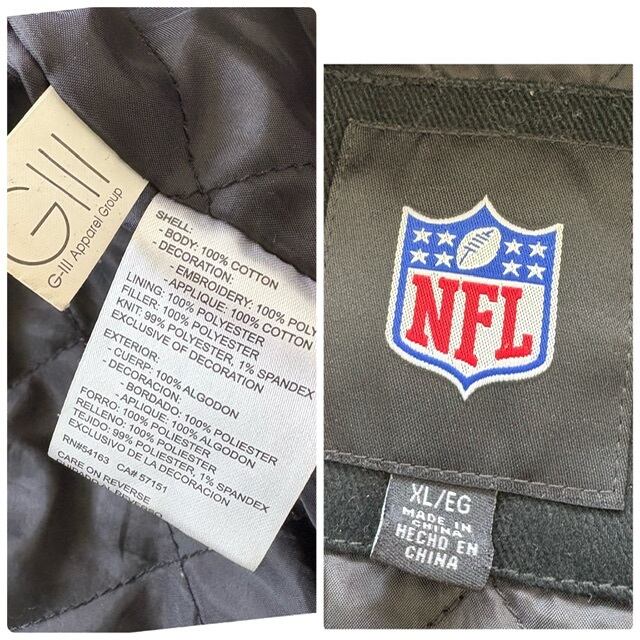 GIII
G-III Apparel Group
SHELL:
- BODY: 100% COTTON
- DECORATION:
- EMBROIDERY: 100% POLY
- APPLIQUE: 100% COTTON
LINING: 100% POLYESTER
FILLER: 100% POLYESTER
KNIT: 99% POLYESTER, 1% SPANDEX
EXCLUSIVE OF DECORATION
EXTERIOR:
- CUERP: 100% ALGODON
- DECORACION:
- BORDADO: 100% POLIESTER
- APLIQUE: 100% ALGODON
FORRO: 100% POLIESTER
RELLENO: 100% POLIESTER
TEJIDO: 99% POLIESTER, 1% SPANDEX
EXCLUSIVO DE LA DECORACION
RN#54163 CA# 57151
CARE ON REVERSE
NFL
XL/EG
MADE IN
CHINA
HECHO EN
CHINA